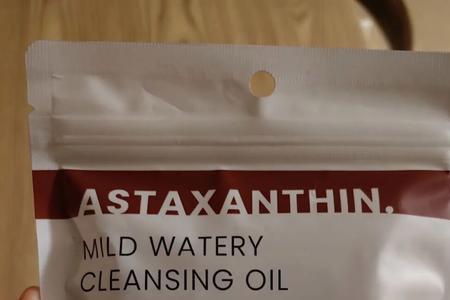 ASTAXANTHIN.
MILD WATERY
CLEANSING OIL